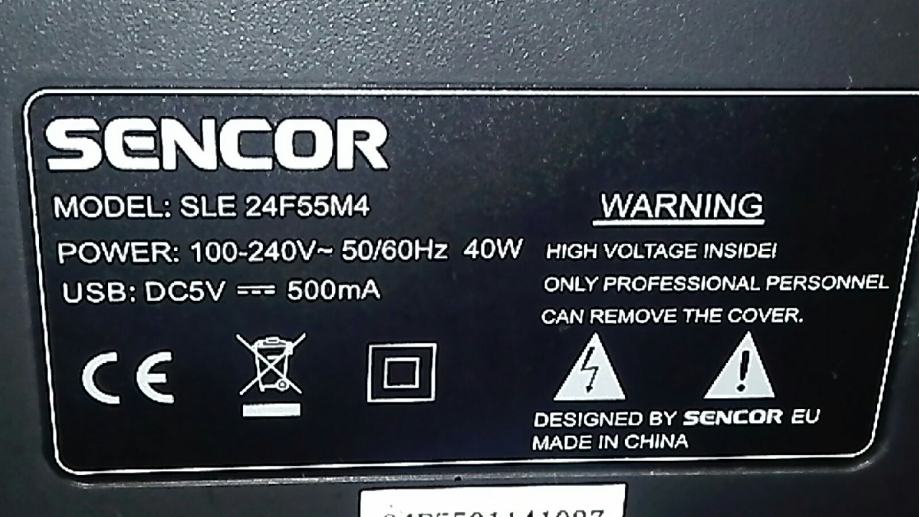 SENCOR
MODEL: SLE 24F55M4
POWER: 100-240V~ 50/60Hz 40W
USB: DC5V ⎓ 500mA
CE
WARNING
HIGH VOLTAGE INSIDE!
ONLY PROFESSIONAL PERSONNEL
CAN REMOVE THE COVER.
DESIGNED BY SENCOR EU
MADE IN CHINA